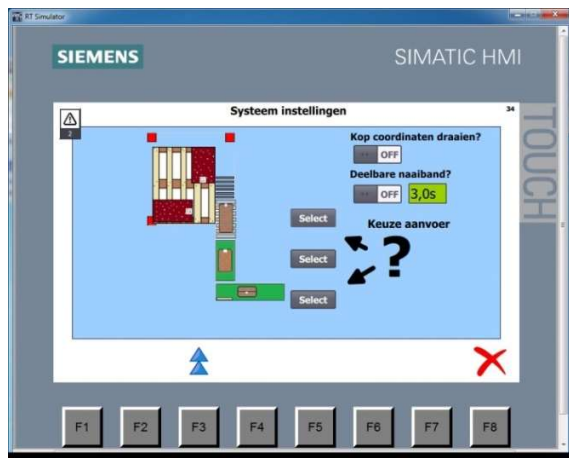 RT Simulator
SIEMENS
SIMATIC HMI
TOUCH
2
Systeem instellingen
34
Kop coordinaten draaien?
OFF
Deelbare naaiband?
OFF
3,0s
Select
Keuze aanvoer
Select
?
Select
F1 F2 F3 F4 F5 F6 F7 F8